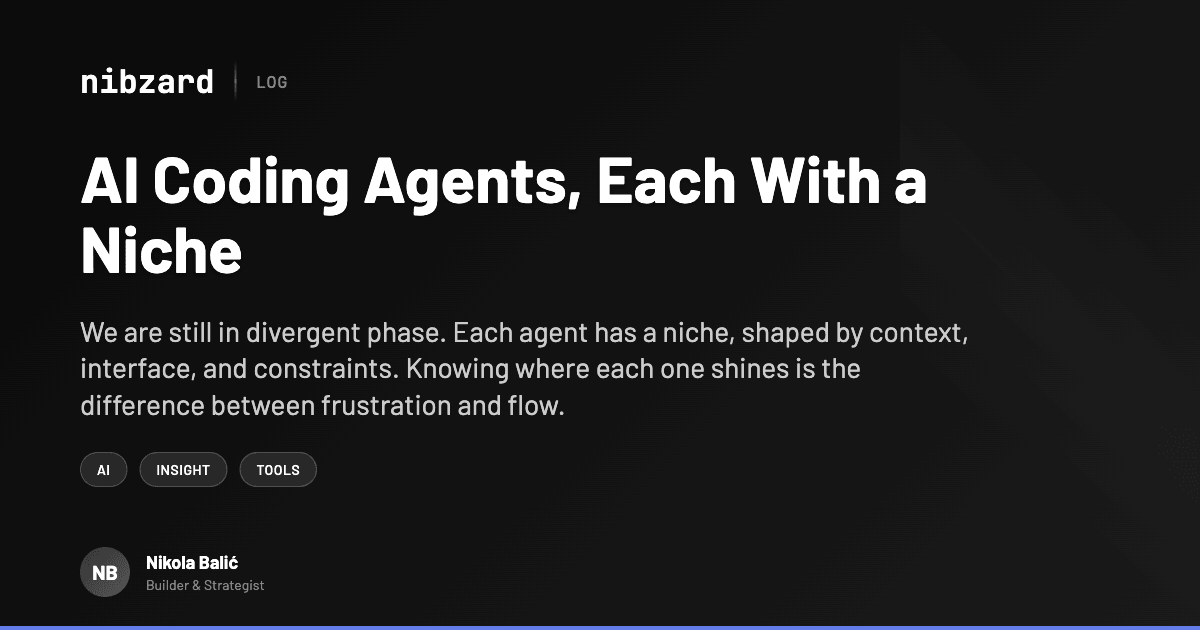 nibzard
LOG
AI Coding Agents, Each With a
Niche
We are still in divergent phase. Each agent has a niche, shaped by context,
interface, and constraints. Knowing where each one shines is the
difference between frustration and flow.
AI INSIGHT TOOLS
NB
Nikola Balić
Builder & Strategist